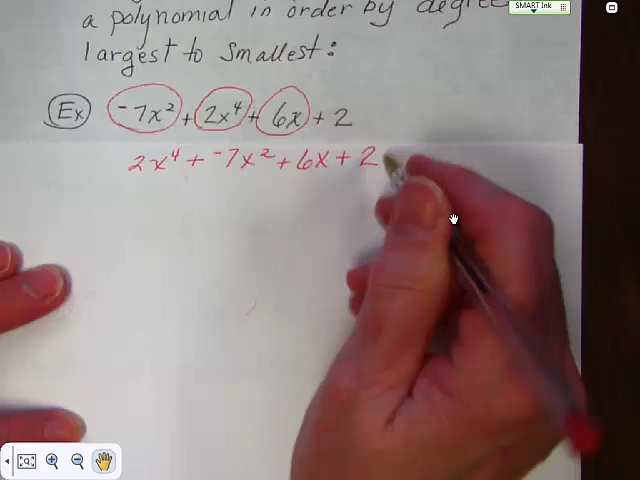 a polynomial in order by degree
largest to smallest:
SMART Ink
Ex -7x² + 2x⁴ + 6x + 2
2x⁴ + -7x² + 6x + 2